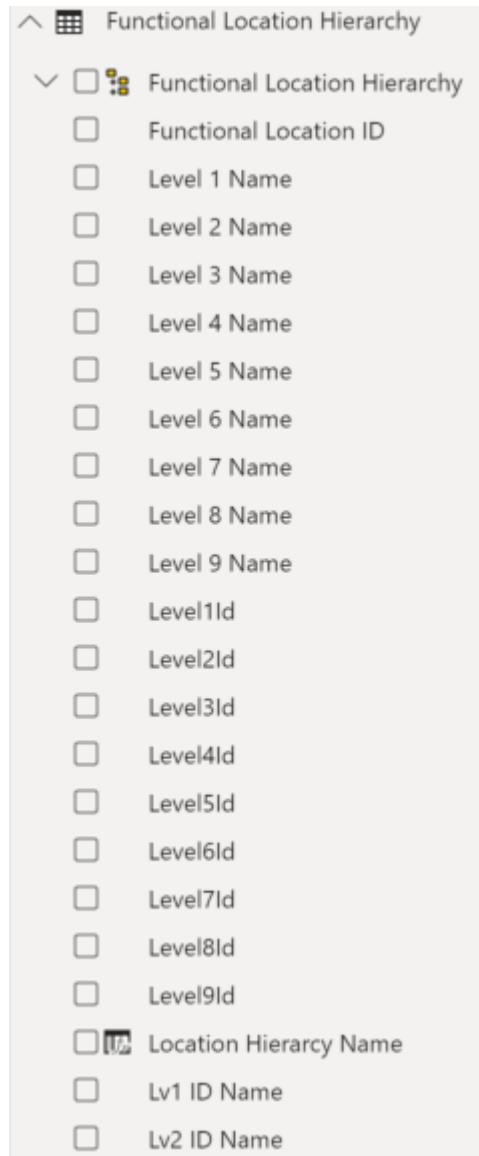 Functional Location Hierarchy
Functional Location Hierarchy
Functional Location ID
Level 1 Name
Level 2 Name
Level 3 Name
Level 4 Name
Level 5 Name
Level 6 Name
Level 7 Name
Level 8 Name
Level 9 Name
Level1Id
Level2Id
Level3Id
Level4Id
Level5Id
Level6Id
Level7Id
Level8Id
Level9Id
Location Hierarcy Name
Lv1 ID Name
Lv2 ID Name